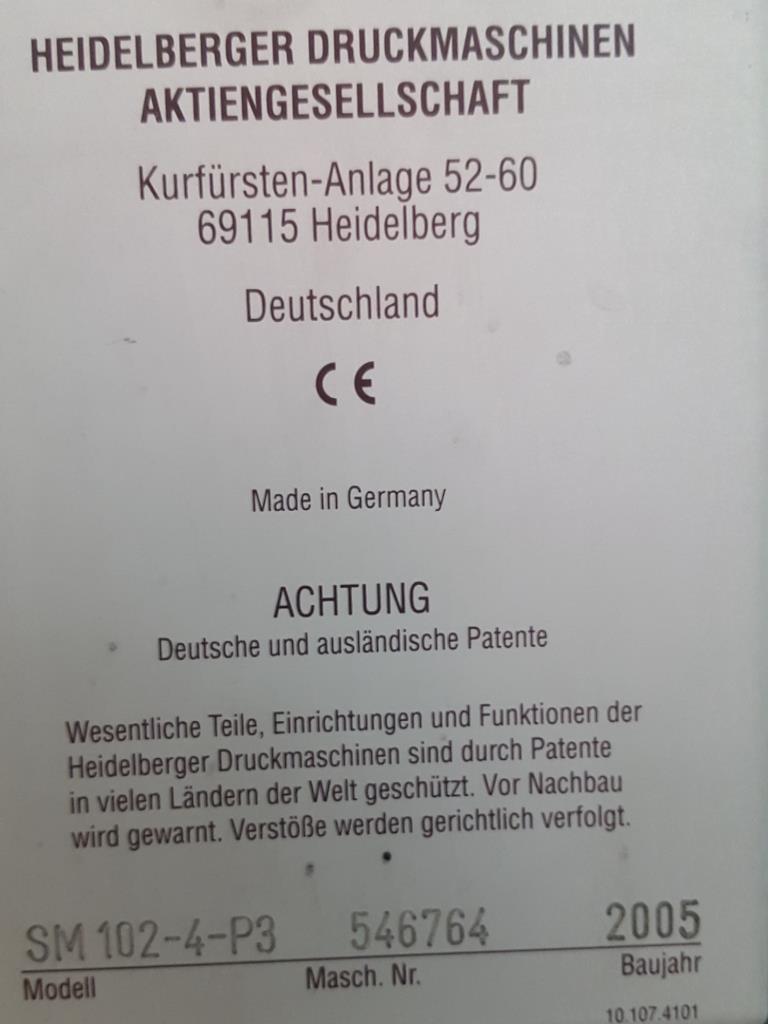 HEIDELBERGER DRUCKMASCHINEN
AKTIENGESELLSCHAFT
Kurfürsten-Anlage 52-60
69115 Heidelberg
Deutschland
CE
Made in Germany
ACHTUNG
Deutsche und ausländische Patente
Wesentliche Teile, Einrichtungen und Funktionen der
Heidelberger Druckmaschinen sind durch Patente
in vielen Ländern der Welt geschützt. Vor Nachbau
wird gewarnt. Verstöße werden gerichtlich verfolgt.
SM 102-4-P3 546764 2005
Modell Masch. Nr. Baujahr
10.107.4101